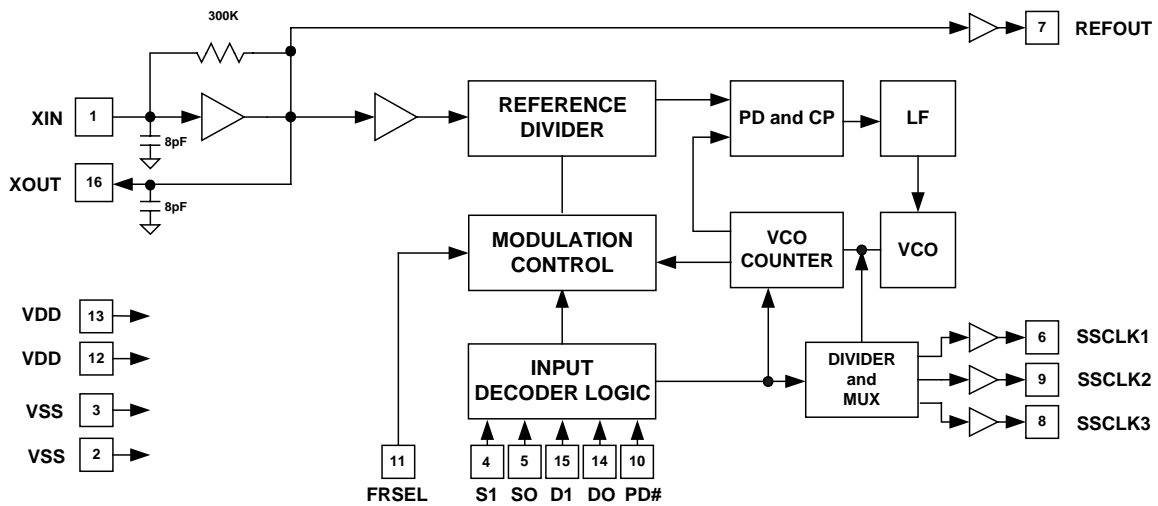 300K
7 REFOUT
XIN 1
8pF
REFERENCE
DIVIDER
PD and CP
LF
XOUT 16
8pF
MODULATION
CONTROL
VCO
COUNTER
VCO
VDD 13
VDD 12
VSS 3
VSS 2
INPUT
DECODER LOGIC
DIVIDER
and
MUX
6 SSCLK1
9 SSCLK2
8 SSCLK3
11 4 5 15 14 10
FRSEL S1 SO D1 DO PD#